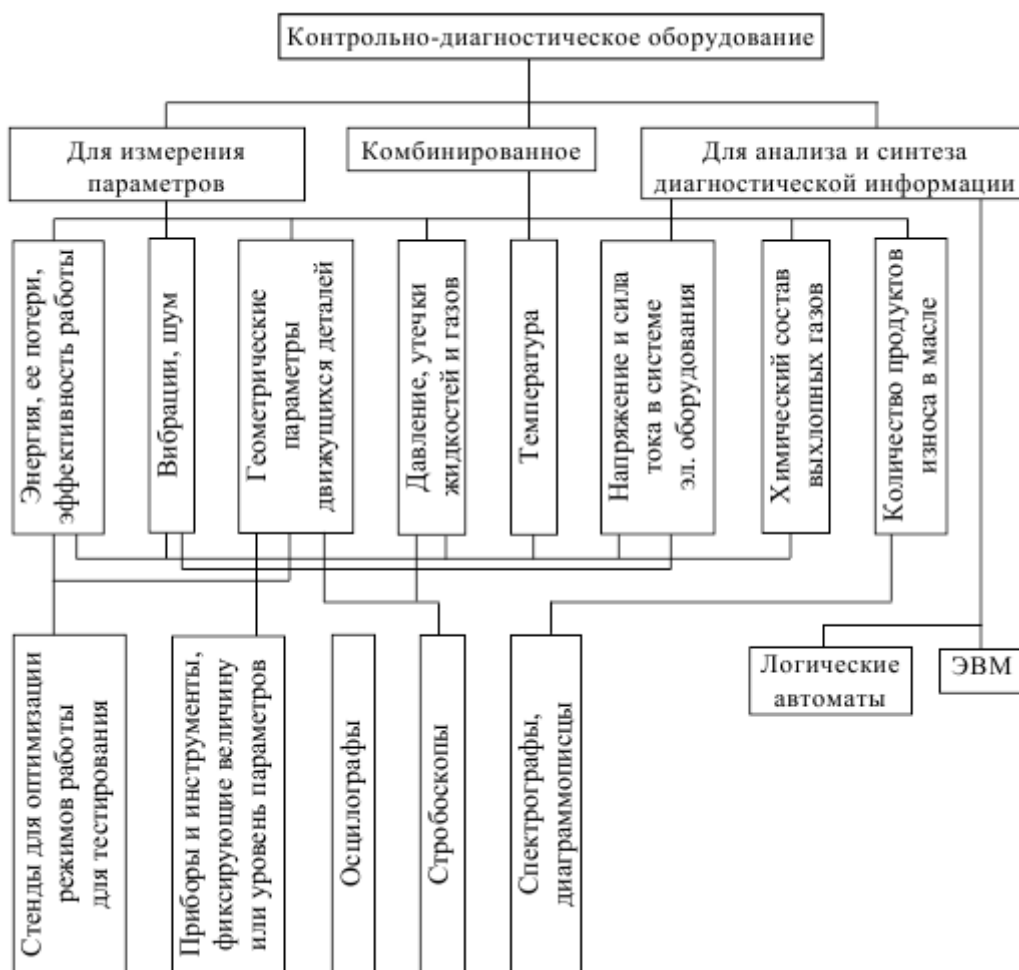 Контрольно-диагностическое оборудование
Для измерения
параметров
Комбинированное
Для анализа и синтеза
диагностической информации
Энергия, ее потери,
эффективность работы
Вибрации, шум
Геометрические
параметры
движущихся деталей
Давление, утечки
жидкостей и газов
Температура
Напряжение и сила
тока в системе
эл. оборудования
Химический состав
выхлопных газов
Количество продуктов
износа в масле
Стенды для оптимизации
режимов работы
для тестирования
Приборы и инструменты,
фиксирующие величину
или уровень параметров
Осцилографы
Стробоскопы
Спектрографы,
диаграммописцы
Логические
автоматы
ЭВМ